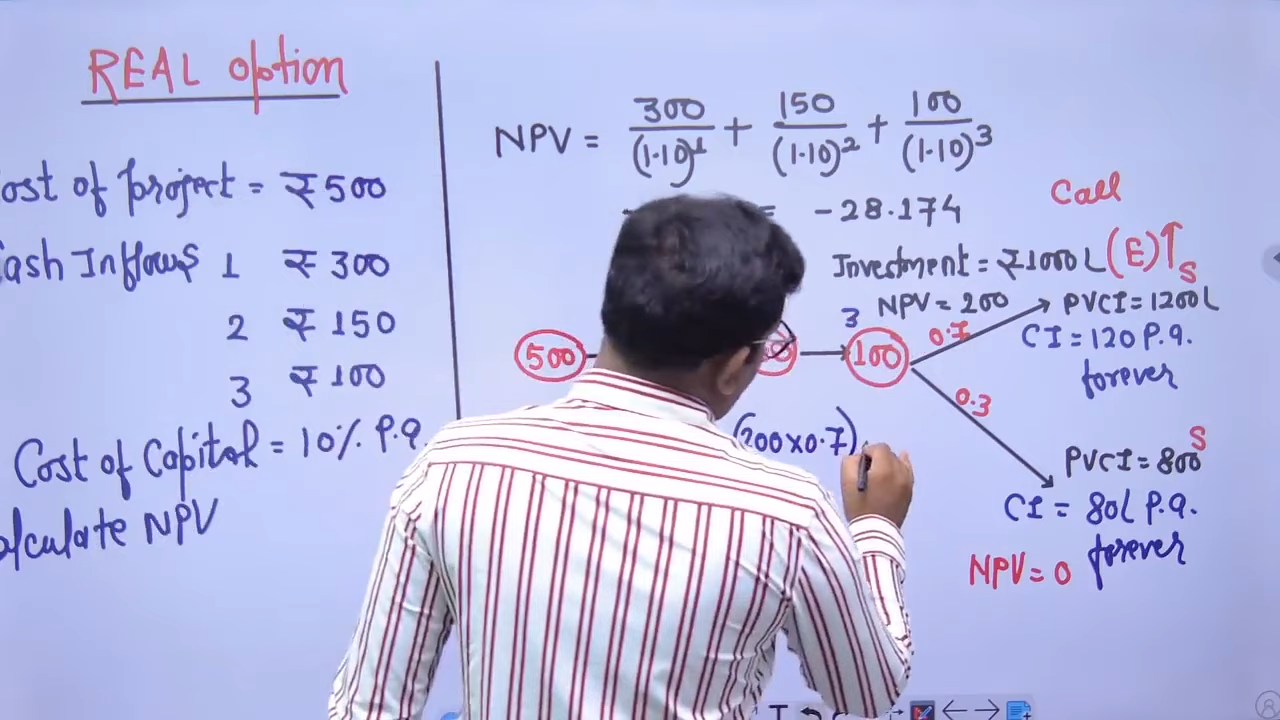 REAL option
ost of project = ₹500
ash Inflows 1 ₹ 300
2 ₹ 150
3 ₹ 100
Cost of Capital = 10% P.a.
alculate NPV
NPV = 300/(1.10)^1 + 150/(1.10)^2 + 100/(1.10)^3
= -28.174
Call
Investment = ₹1000 L (E)↑ S
NPV = 200 → PVCI = 1200L
3 0.7 CI = 120 P.a.
forever
500 → 100
0.3
(200×0.7)
S
PVCI = 800
CI = 80L P.a.
forever
NPV = 0